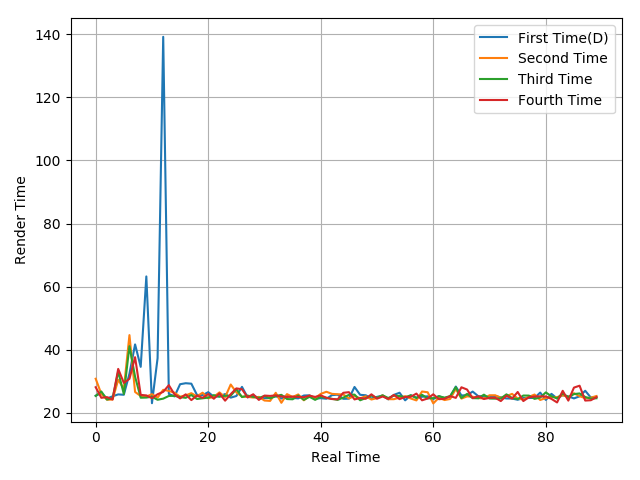 First Time(D)
Second Time
Third Time
Fourth Time
140
120
100
80
60
40
20
Render Time
0 20 40 60 80
Real Time